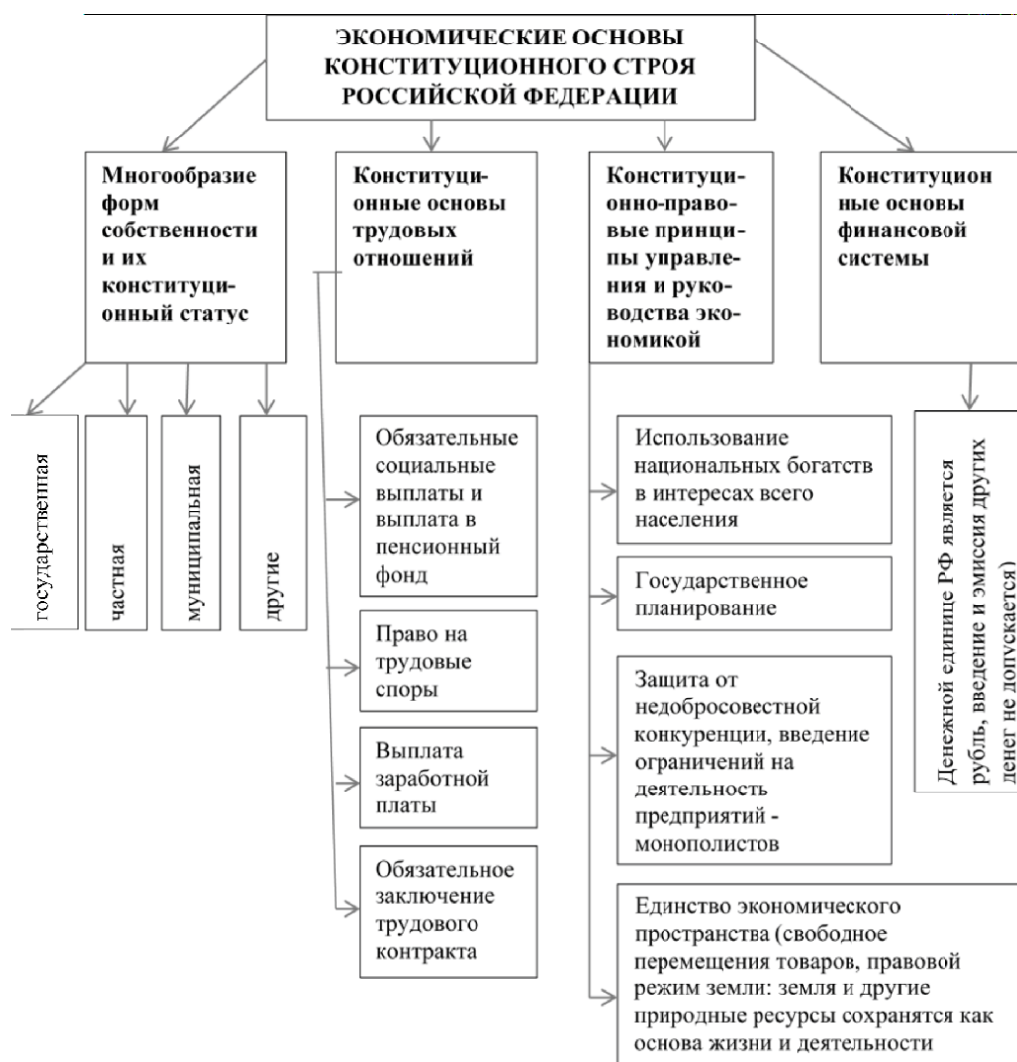 ЭКОНОМИЧЕСКИЕ ОСНОВЫ
КОНСТИТУЦИОННОГО СТРОЯ
РОССИЙСКОЙ ФЕДЕРАЦИИ
Многообразие
форм
собственности
и их
конституци-
онный статус
Конституци-
онные основы
трудовых
отношений
Конституци-
онно-право-
вые принци-
пы управле-
ния и руко-
водства эко-
номикой
Конституцион
ные основы
финансовой
системы
государственная
частная
муниципальная
другие
Обязательные
социальные
выплаты и
выплата в
пенсионный
фонд
Право на
трудовые
споры
Выплата
заработной
платы
Обязательное
заключение
трудового
контракта
Использование
национальных богатств
в интересах всего
населения
Государственное
планирование
Защита от
недобросовестной
конкуренции, введение
ограничений на
деятельность
предприятий -
монополистов
Единство экономического
пространства (свободное
перемещения товаров, правовой
режим земли: земля и другие
природные ресурсы сохранятся как
основа жизни и деятельности
Денежной единице РФ является
рубль, введение и эмиссия других
денег не допускается)